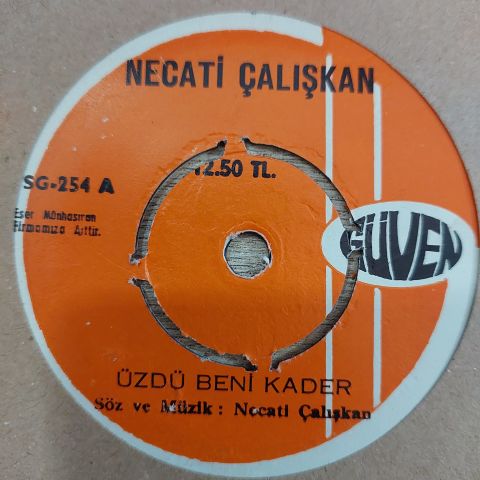 NECATİ ÇALIŞKAN
12.50 TL.
SG-254 A
Eser Münhasıran
Firmamıza Aittir.
GÜVEN
ÜZDÜ BENİ KADER
Söz ve Müzik : Necati Çalışkan